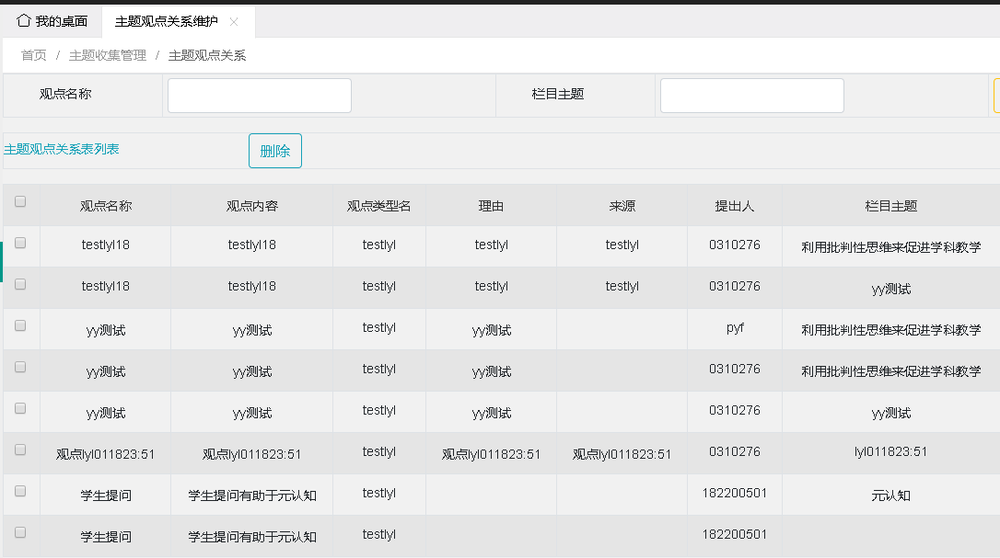 我的桌面 主题观点关系维护
首页 / 主题收集管理 / 主题观点关系
观点名称 栏目主题
主题观点关系表列表 删除
观点名称 观点内容 观点类型名 理由 来源 提出人 栏目主题
testlyl18 testlyl18 testlyl testlyl testlyl 0310276 利用批判性思维来促进学科教学
testlyl18 testlyl18 testlyl testlyl testlyl 0310276 yy测试
yy测试 yy测试 testlyl yy测试 pyf 利用批判性思维来促进学科教学
yy测试 yy测试 testlyl yy测试 0310276 利用批判性思维来促进学科教学
yy测试 yy测试 testlyl yy测试 0310276 yy测试
观点lyl011823:51 观点lyl011823:51 testlyl 观点lyl011823:51 观点lyl011823:51 0310276 lyl011823:51
学生提问 学生提问有助于元认知 testlyl 182200501 元认知
学生提问 学生提问有助于元认知 testlyl 182200501